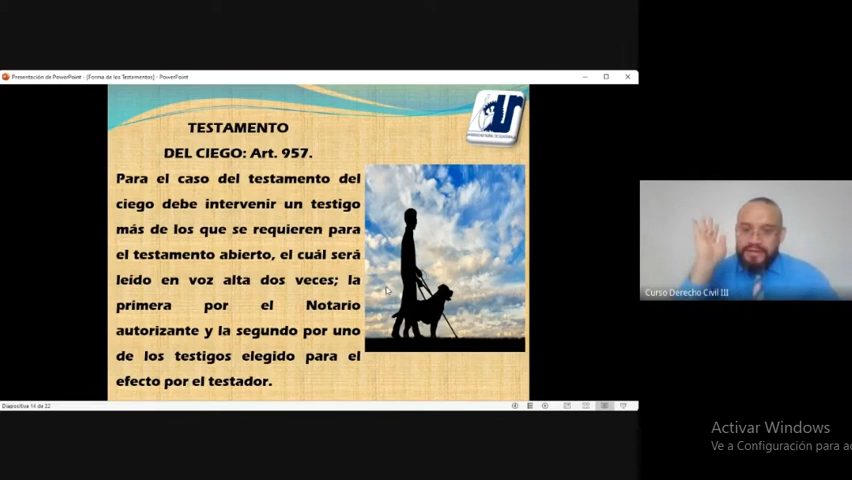 Presentación de PowerPoint - [Forma de los Testamentos] - PowerPoint
TESTAMENTO
DEL CIEGO: Art. 957.
Para el caso del testamento del
ciego debe intervenir un testigo
más de los que se requieren para
el testamento abierto, el cuál será
leído en voz alta dos veces; la
primera por el Notario
autorizante y la segundo por uno
de los testigos elegido para el
efecto por el testador.
Diapositiva 14 de 32
Curso Derecho Civil III
Activar Windows
Ve a Configuración para ac